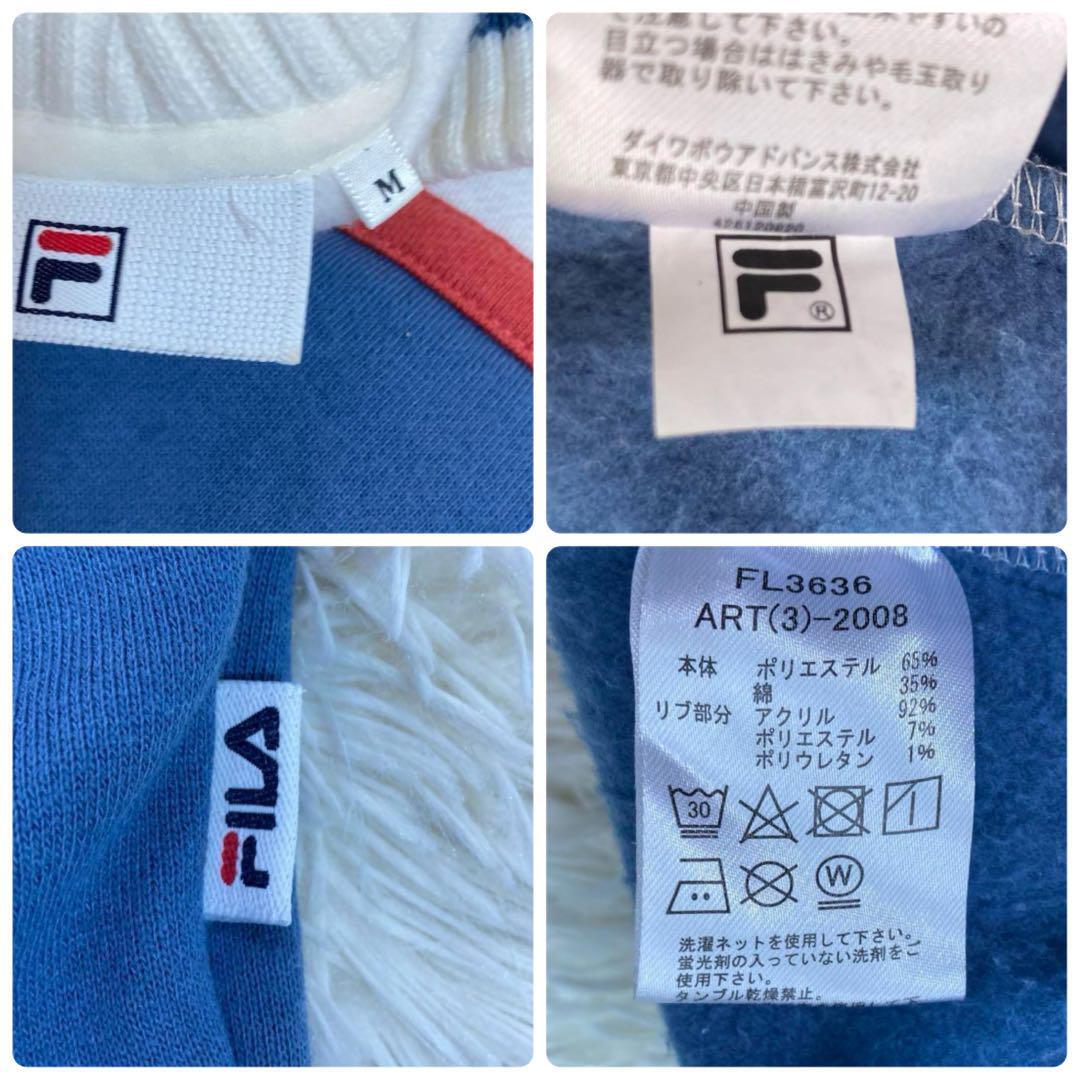 M
F
て注意して下さい。
目立つ場合ははさみや毛玉取り
器で取り除いて下さい。
ダイワボウアドバンス株式会社
東京都中央区日本橋富沢町12-20
中国製
F®
FILA
FL3636
ART(3)-2008
本体 ポリエステル 65%
綿 35%
リブ部分 アクリル 92%
ポリエステル 7%
ポリウレタン 1%
30
W
洗濯ネットを使用して下さい。
蛍光剤の入っていない洗剤をご
使用下さい。
タンブル乾燥禁止。